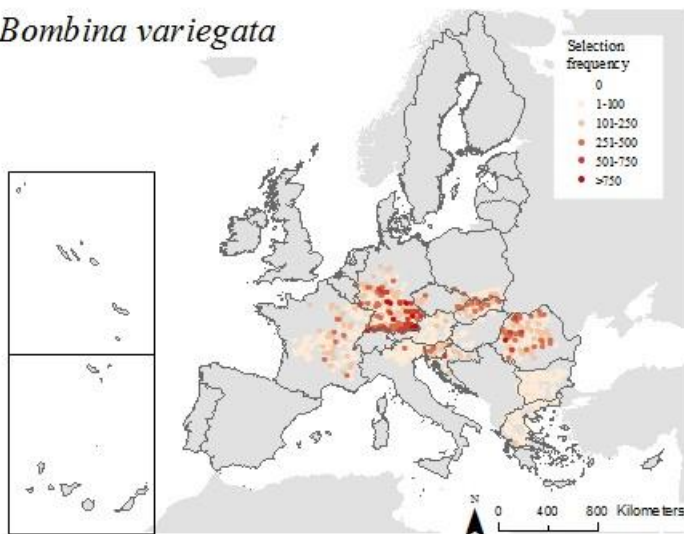 Bombina variegata
Selection
frequency
0
1-100
101-250
251-500
501-750
>750
N
0 400 800 Kilometers